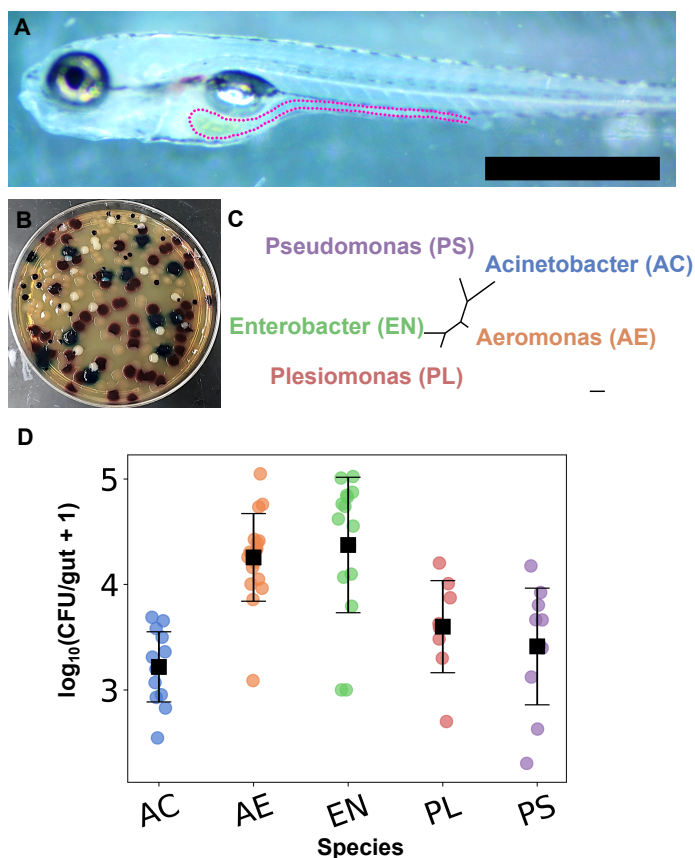 A
B
C
Pseudomonas (PS)
Acinetobacter (AC)
Enterobacter (EN)
Aeromonas (AE)
Plesiomonas (PL)
D
5
4
3
log₁₀(CFU/gut + 1)
AC AE EN PL PS
Species